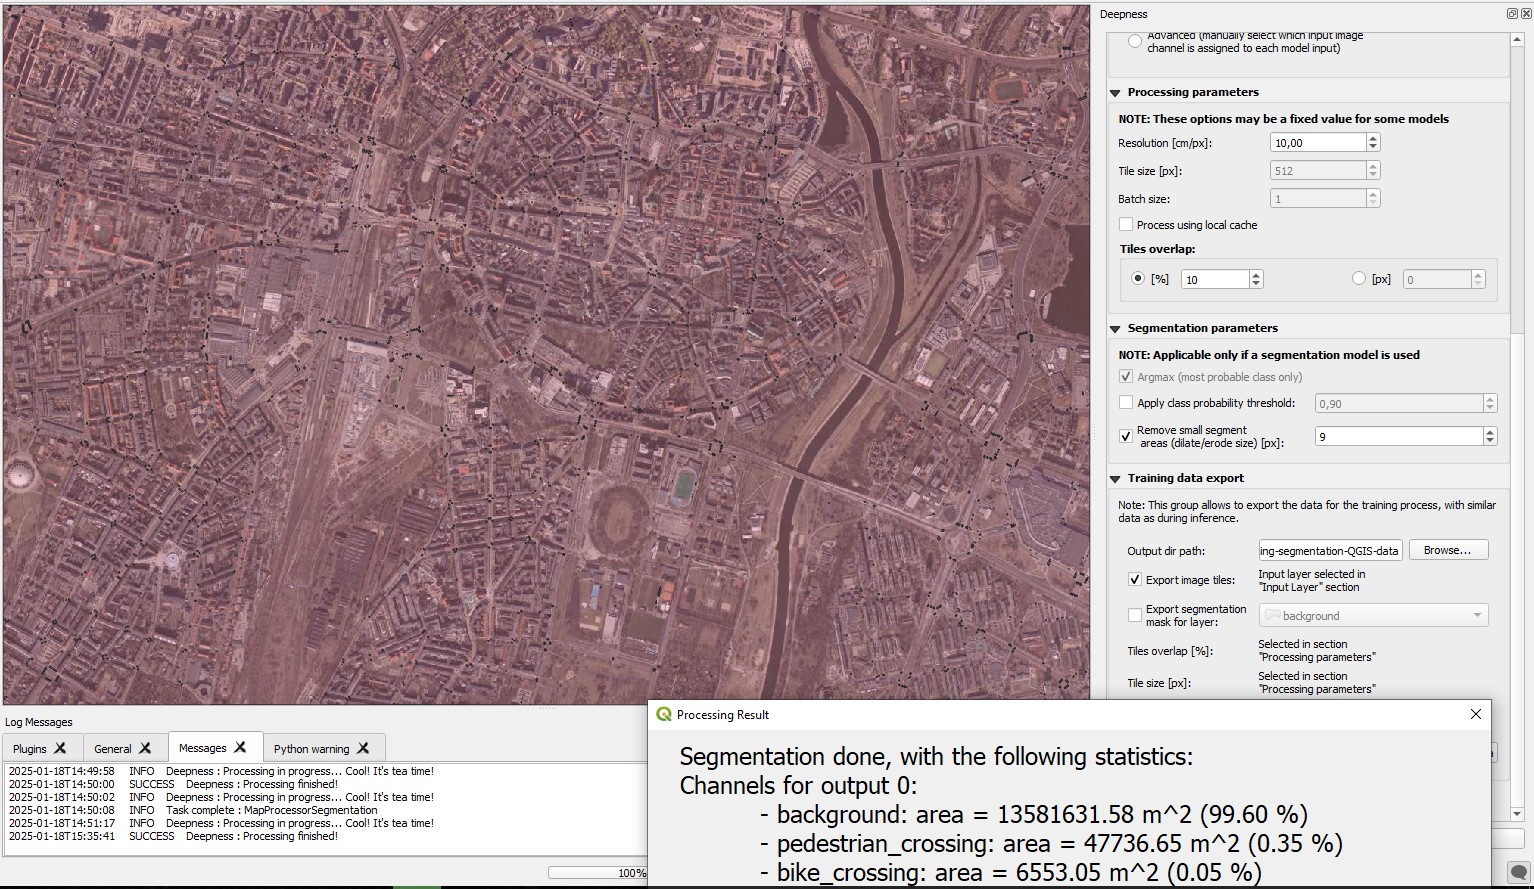 Deepness
Advanced (manually select which input image
channel is assigned to each model input)
Processing parameters
NOTE: These options may be a fixed value for some models
Resolution [cm/px]: 10,00
Tile size [px]: 512
Batch size: 1
Process using local cache
Tiles overlap:
[%] 10 [px] 0
Segmentation parameters
NOTE: Applicable only if a segmentation model is used
Argmax (most probable class only)
Apply class probability threshold: 0,90
Remove small segment
areas (dilate/erode size) [px]: 9
Training data export
Note: This group allows to export the data for the training process, with similar
data as during inference.
Output dir path: ing-segmentation-QGIS-data Browse...
Export image tiles: Input layer selected in
"Input Layer" section
Export segmentation
mask for layer: background
Tiles overlap [%]: Selected in section
"Processing parameters"
Tile size [px]: Selected in section
"Processing parameters"
Log Messages
Plugins General Messages Python warning
2025-01-18T14:49:58 INFO Deepness : Processing in progress... Cool! It's tea time!
2025-01-18T14:50:00 SUCCESS Deepness : Processing finished!
2025-01-18T14:50:02 INFO Deepness : Processing in progress... Cool! It's tea time!
2025-01-18T14:50:08 INFO Task complete : MapProcessorSegmentation
2025-01-18T14:51:17 INFO Deepness : Processing in progress... Cool! It's tea time!
2025-01-18T15:35:41 SUCCESS Deepness : Processing finished!
100%
Processing Result
Segmentation done, with the following statistics:
Channels for output 0:
- background: area = 13581631.58 m^2 (99.60 %)
- pedestrian_crossing: area = 47736.65 m^2 (0.35 %)
- bike_crossing: area = 6553.05 m^2 (0.05 %)